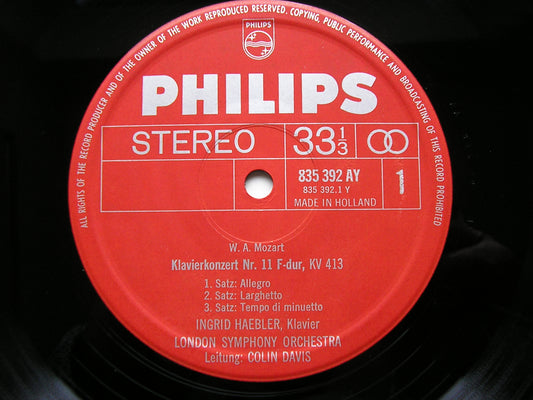 ALL RIGHTS OF THE RECORD PRODUCER AND OF THE OWNER OF THE WORK REPRODUCED RESERVED. COPYING, PUBLIC PERFORMANCE AND BROADCASTING OF THIS RECORD PROHIBITED
PHILIPS
PHILIPS
STEREO 33 1/3
835 392 AY 1
835 392.1 Y
MADE IN HOLLAND
W. A. Mozart
Klavierkonzert Nr. 11 F-dur, KV 413
1. Satz: Allegro
2. Satz: Larghetto
3. Satz: Tempo di minuetto
INGRID HAEBLER, Klavier
LONDON SYMPHONY ORCHESTRA
Leitung: COLIN DAVIS